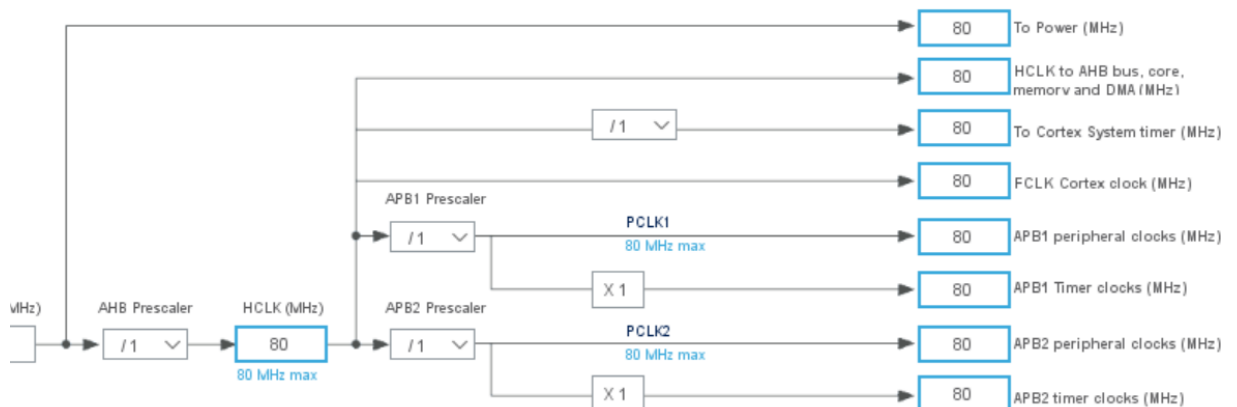 80 To Power (MHz)
80 HCLK to AHB bus, core,
memory and DMA (MHz)
/ 1 80 To Cortex System timer (MHz)
80 FCLK Cortex clock (MHz)
APB1 Prescaler
/ 1 PCLK1 80 APB1 peripheral clocks (MHz)
80 MHz max
X 1 80 APB1 Timer clocks (MHz)
MHz) AHB Prescaler HCLK (MHz) APB2 Prescaler
/ 1 80 / 1 PCLK2 80 APB2 peripheral clocks (MHz)
80 MHz max 80 MHz max
X 1 80 APB2 timer clocks (MHz)